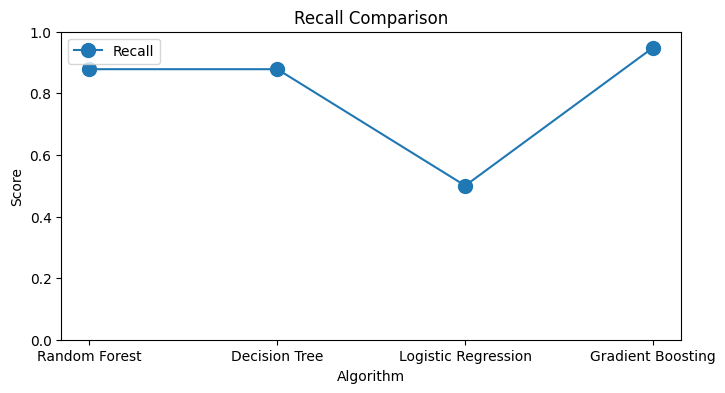 Recall Comparison
Recall
Score
1.0
0.8
0.6
0.4
0.2
0.0
Random Forest Decision Tree Logistic Regression Gradient Boosting
Algorithm